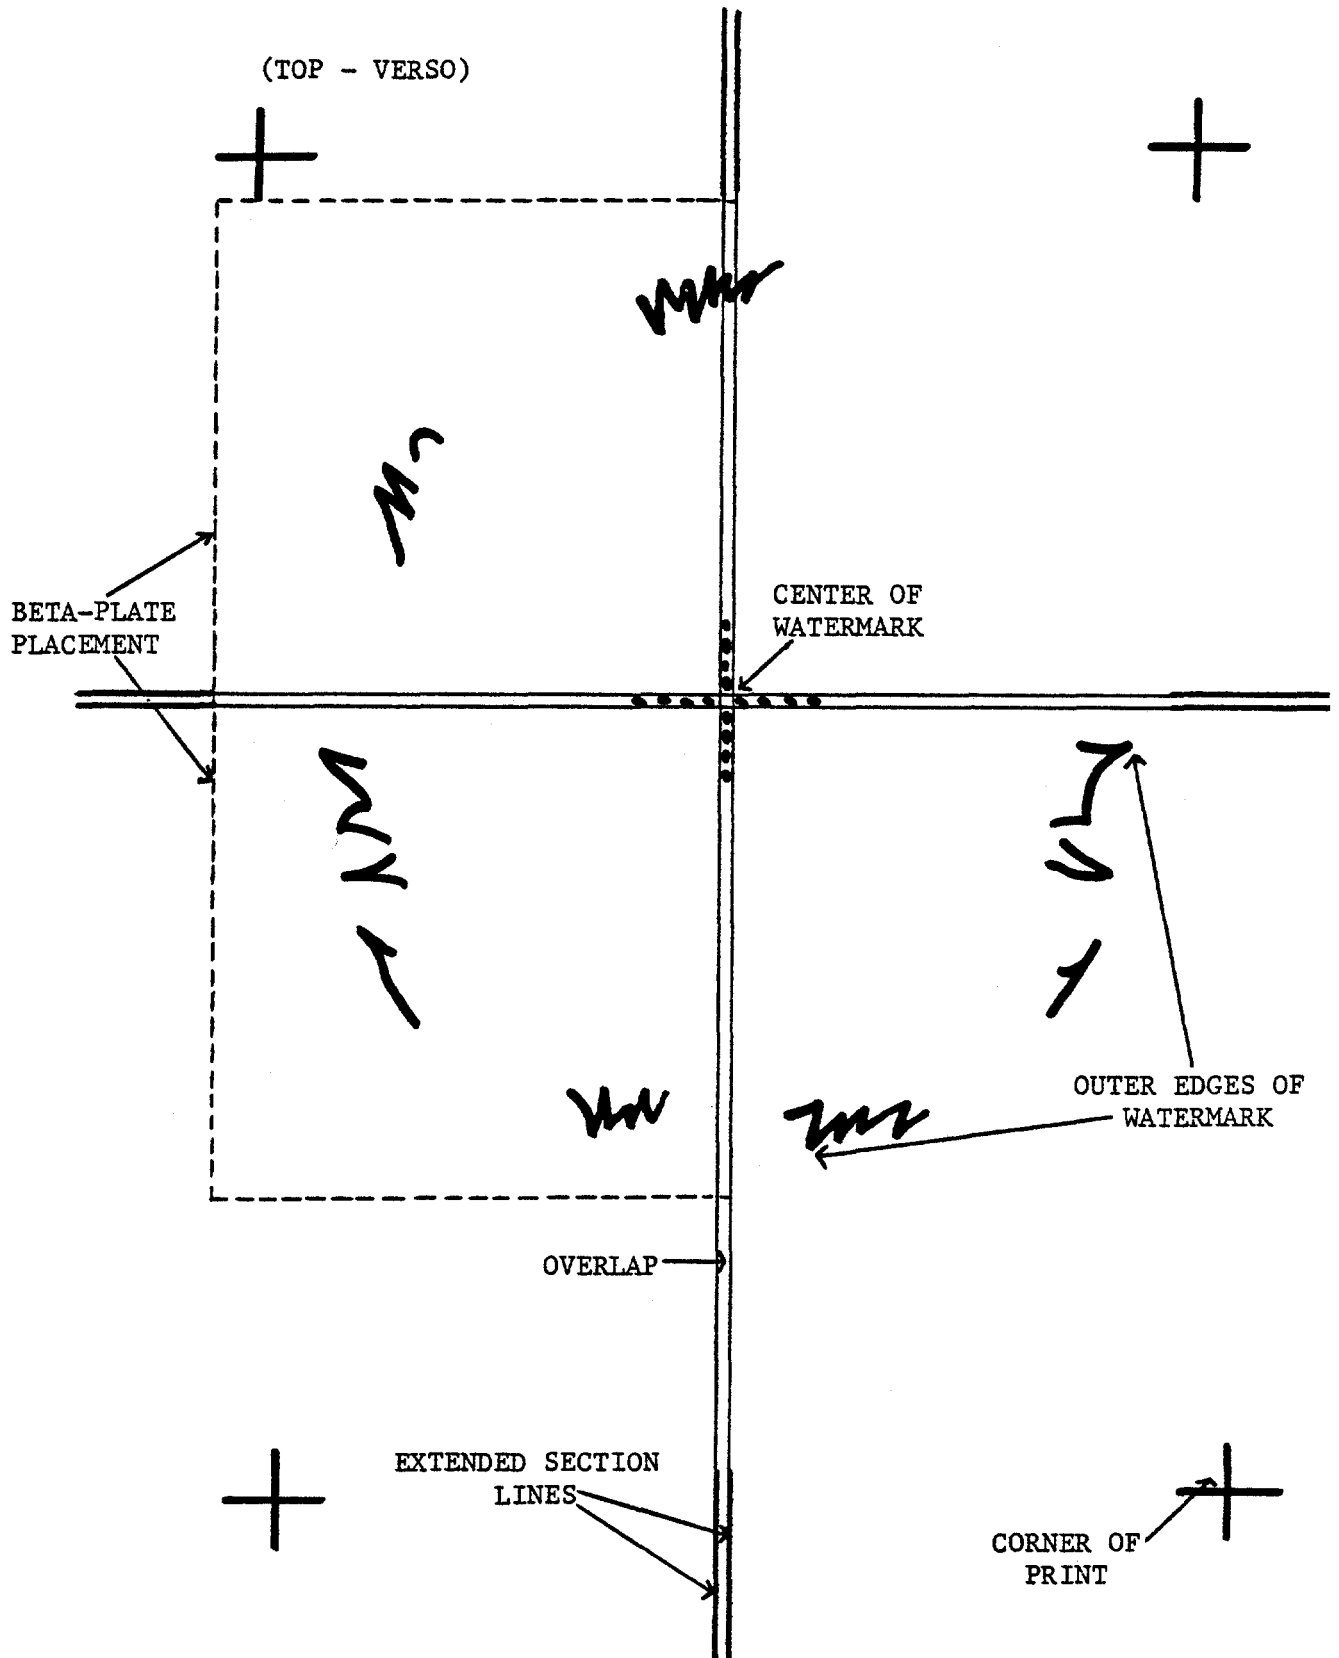 (TOP - VERSO)
CENTER OF
WATERMARK
BETA-PLATE
PLACEMENT
OUTER EDGES OF
WATERMARK
OVERLAP
EXTENDED SECTION
LINES
CORNER OF
PRINT